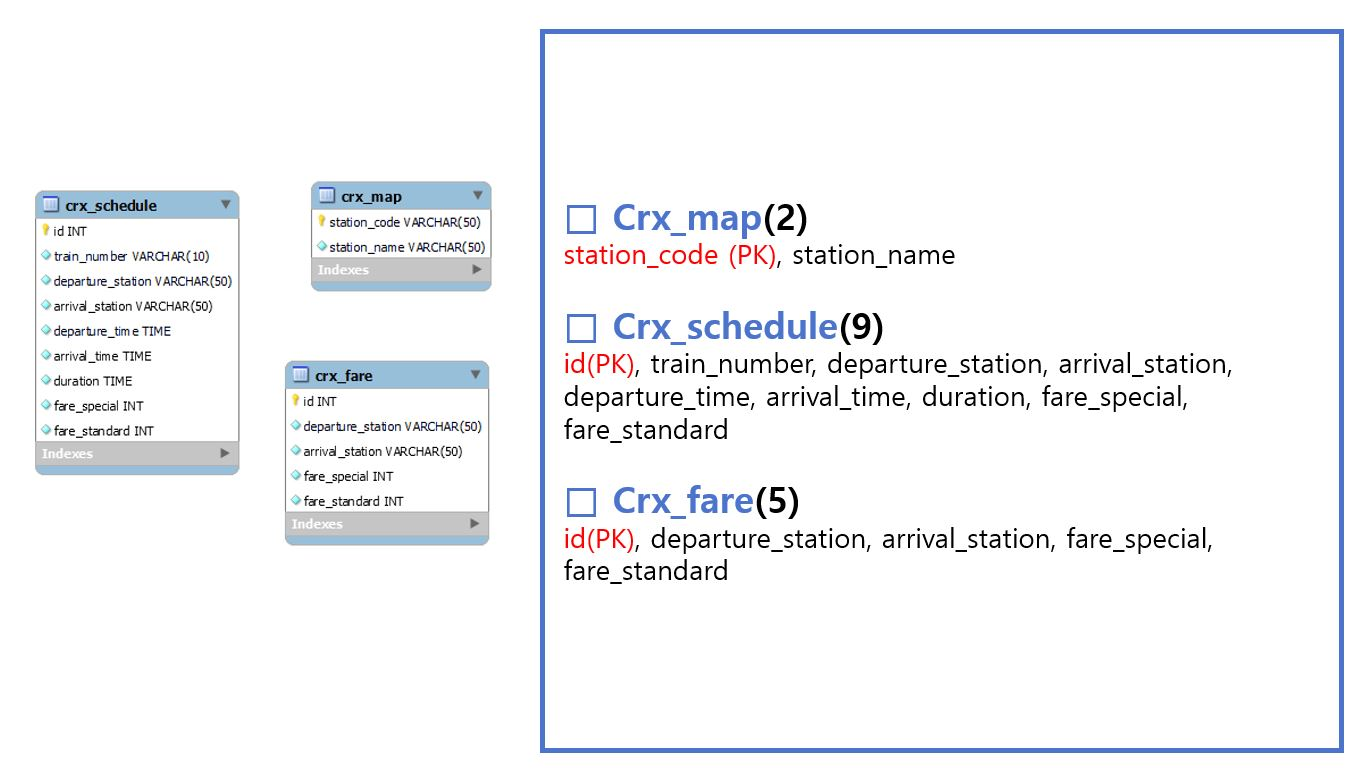 crx_schedule
id INT
train_number VARCHAR(10)
departure_station VARCHAR(50)
arrival_station VARCHAR(50)
departure_time TIME
arrival_time TIME
duration TIME
fare_special INT
fare_standard INT
Indexes
crx_map
station_code VARCHAR(50)
station_name VARCHAR(50)
Indexes
crx_fare
id INT
departure_station VARCHAR(50)
arrival_station VARCHAR(50)
fare_special INT
fare_standard INT
Indexes
□ Crx_map(2)
station_code (PK), station_name
□ Crx_schedule(9)
id(PK), train_number, departure_station, arrival_station,
departure_time, arrival_time, duration, fare_special,
fare_standard
□ Crx_fare(5)
id(PK), departure_station, arrival_station, fare_special,
fare_standard